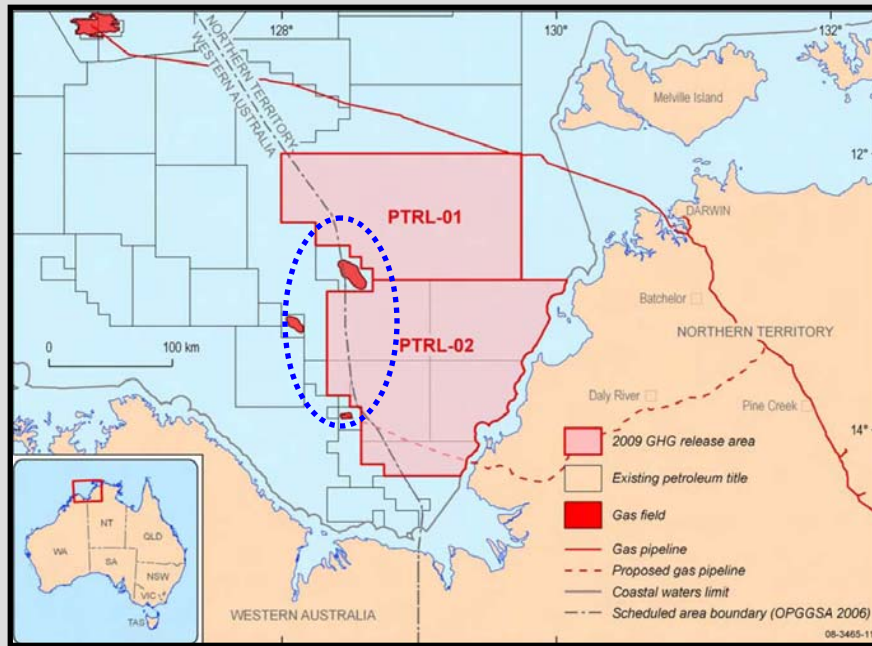 128°
130°
132°
NORTHERN TERRITORY
WESTERN AUSTRALIA
Melville Island
12°
PTRL-01
DARWIN
Batchelor
NORTHERN TERRITORY
PTRL-02
0 100 km
Daly River
Pine Creek
14°
2009 GHG release area
Existing petroleum title
Gas field
Gas pipeline
Proposed gas pipeline
Coastal waters limit
Scheduled area boundary (OPGGSA 2006)
WA
NT
QLD
SA
NSW
VIC
TAS
WESTERN AUSTRALIA